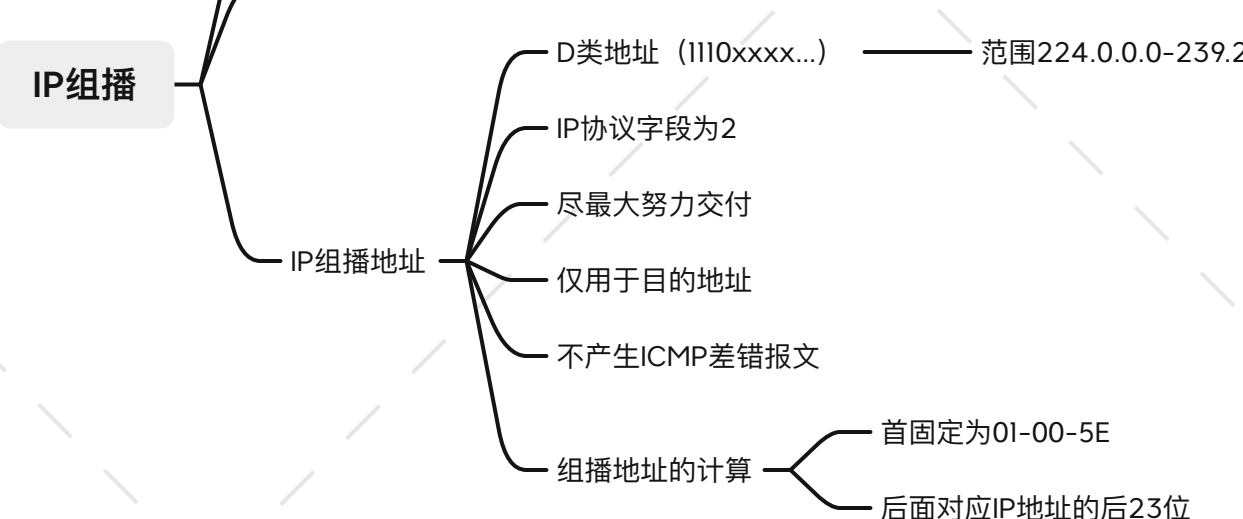 IP组播
IP组播地址
D类地址（1110xxxx...）
范围224.0.0.0-239.2
IP协议字段为2
尽最大努力交付
仅用于目的地址
不产生ICMP差错报文
组播地址的计算
首固定为01-00-5E
后面对应IP地址的后23位